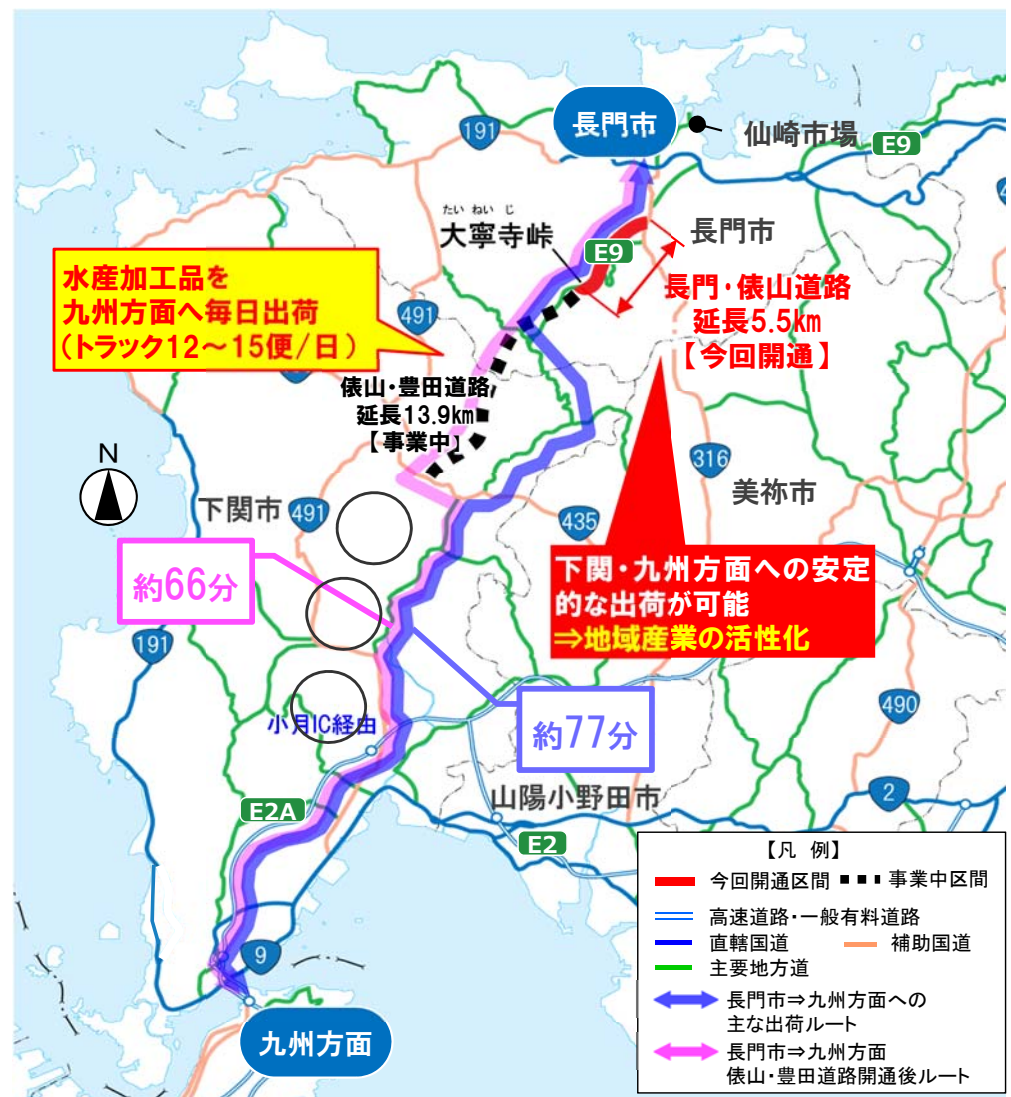 191
長門市
仙崎市場
E9
たい ねい じ
大寧寺峠
E9
長門市
水産加工品を
九州方面へ毎日出荷
(トラック12～15便/日)
491
長門・俵山道路
延長5.5km
【今回開通】
俵山・豊田道路
延長13.9km
【事業中】
N
316
美祢市
下関市
491
435
約66分
下関・九州方面への安定
的な出荷が可能
⇒地域産業の活性化
191
490
小月IC経由
約77分
山陽小野田市
2
E2A
E2
9
九州方面
【凡 例】
今回開通区間
事業中区間
高速道路・一般有料道路
直轄国道
補助国道
主要地方道
長門市⇒九州方面への
主な出荷ルート
長門市⇒九州方面
俵山・豊田道路開通後ルート